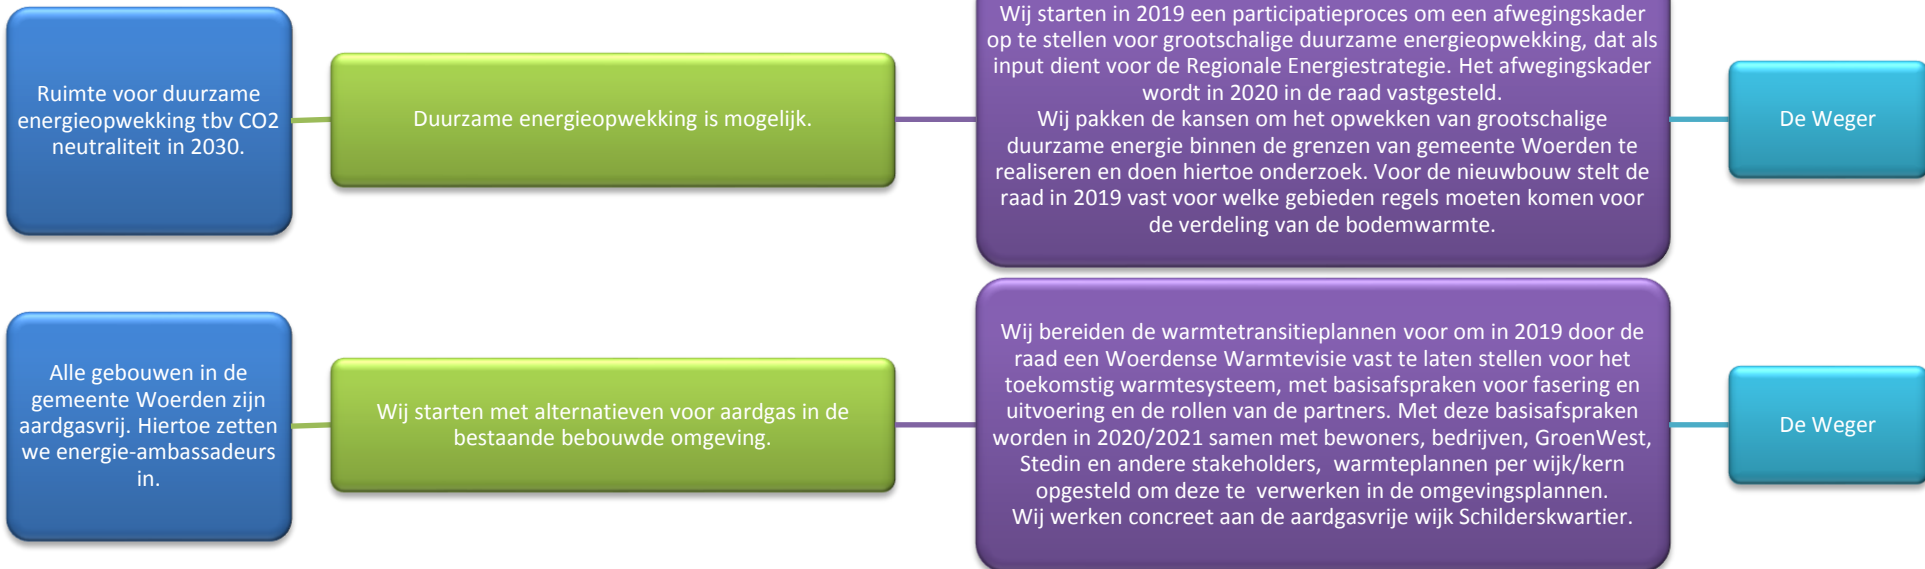 Ruimte voor duurzame
energieopwekking tbv CO2
neutraliteit in 2030.
Duurzame energieopwekking is mogelijk.
Wij starten in 2019 een participatieproces om een afwegingskader
op te stellen voor grootschalige duurzame energieopwekking, dat als
input dient voor de Regionale Energiestrategie. Het afwegingskader
wordt in 2020 in de raad vastgesteld.
Wij pakken de kansen om het opwekken van grootschalige
duurzame energie binnen de grenzen van gemeente Woerden te
realiseren en doen hiertoe onderzoek. Voor de nieuwbouw stelt de
raad in 2019 vast voor welke gebieden regels moeten komen voor
de verdeling van de bodemwarmte.
De Weger
Alle gebouwen in de
gemeente Woerden zijn
aardgasvrij. Hiertoe zetten
we energie-ambassadeurs
in.
Wij starten met alternatieven voor aardgas in de
bestaande bebouwde omgeving.
Wij bereiden de warmtetransitieplannen voor om in 2019 door de
raad een Woerdense Warmtevisie vast te laten stellen voor het
toekomstig warmtesysteem, met basisafspraken voor fasering en
uitvoering en de rollen van de partners. Met deze basisafspraken
worden in 2020/2021 samen met bewoners, bedrijven, GroenWest,
Stedin en andere stakeholders, warmteplannen per wijk/kern
opgesteld om deze te verwerken in de omgevingsplannen.
Wij werken concreet aan de aardgasvrije wijk Schilderskwartier.
De Weger